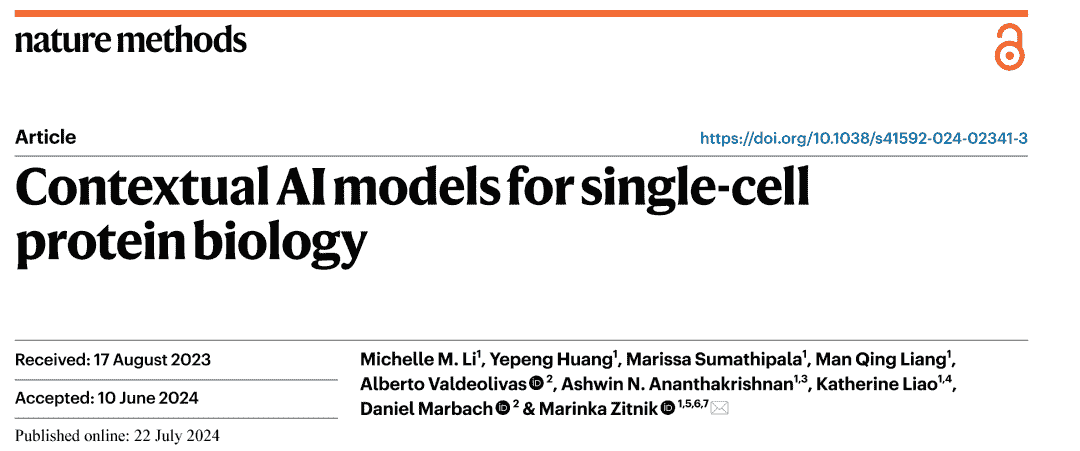 nature methods
Article
https://doi.org/10.1038/s41592-024-02341-3
Contextual AI models for single-cell
protein biology
Received: 17 August 2023
Accepted: 10 June 2024
Published online: 22 July 2024
Michelle M. Li1, Yepeng Huang1, Marissa Sumathipala1, Man Qing Liang1,
Alberto Valdeolivas iD 2, Ashwin N. Ananthakrishnan1,3, Katherine Liao1,4,
Daniel Marbach iD 2 & Marinka Zitnik iD 1,5,6,7